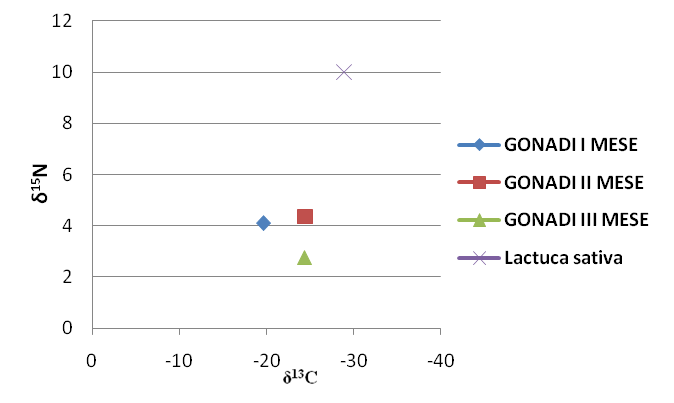 12
10
8
6
4
2
0
δ¹⁵N
0 -10 -20 -30 -40
δ¹³C
GONADI I MESE
GONADI II MESE
GONADI III MESE
Lactuca sativa